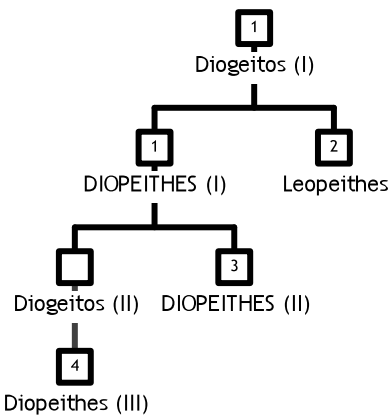 1
Diogeitos (I)
1 2
DIOPEITHES (I) Leopeithes
3
Diogeitos (II) DIOPEITHES (II)
4
Diopeithes (III)